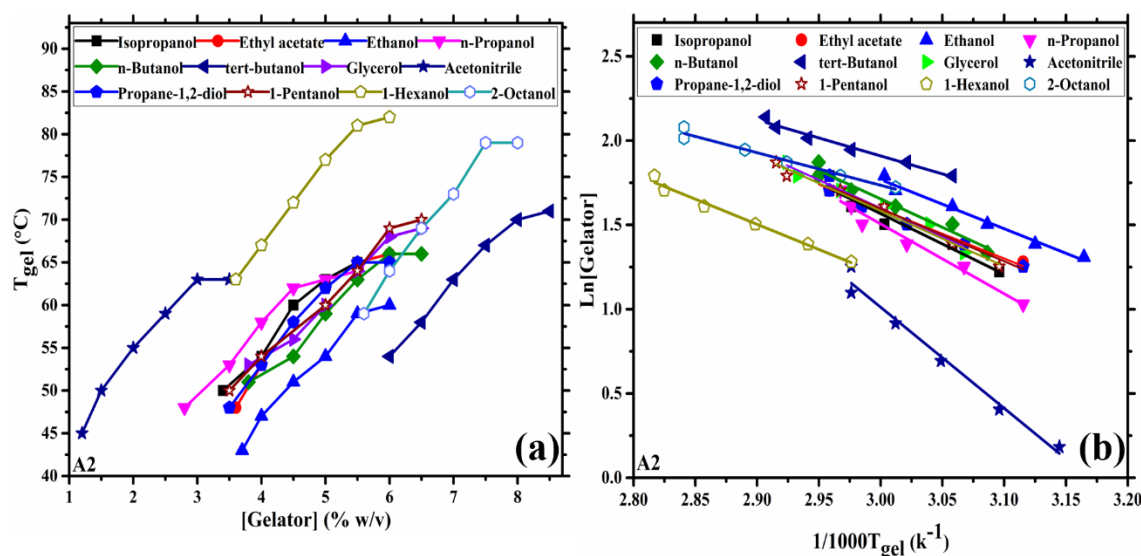 Isopropanol Ethyl acetate Ethanol n-Propanol
n-Butanol tert-butanol Glycerol Acetonitrile
Propane-1,2-diol 1-Pentanol 1-Hexanol 2-Octanol
95
90
85
80
75
70
65
60
55
50
45
40
T_gel (°C)
A2
(a)
1 2 3 4 5 6 7 8
[Gelator] (% w/v)
Isopropanol Ethyl acetate Ethanol n-Propanol
n-Butanol tert-Butanol Glycerol Acetonitrile
Propane-1,2-diol 1-Pentanol 1-Hexanol 2-Octanol
2.5
2.0
1.5
1.0
0.5
0.0
Ln[Gelator]
A2
(b)
2.80 2.85 2.90 2.95 3.00 3.05 3.10 3.15 3.20
1/1000T_gel (k^-1)